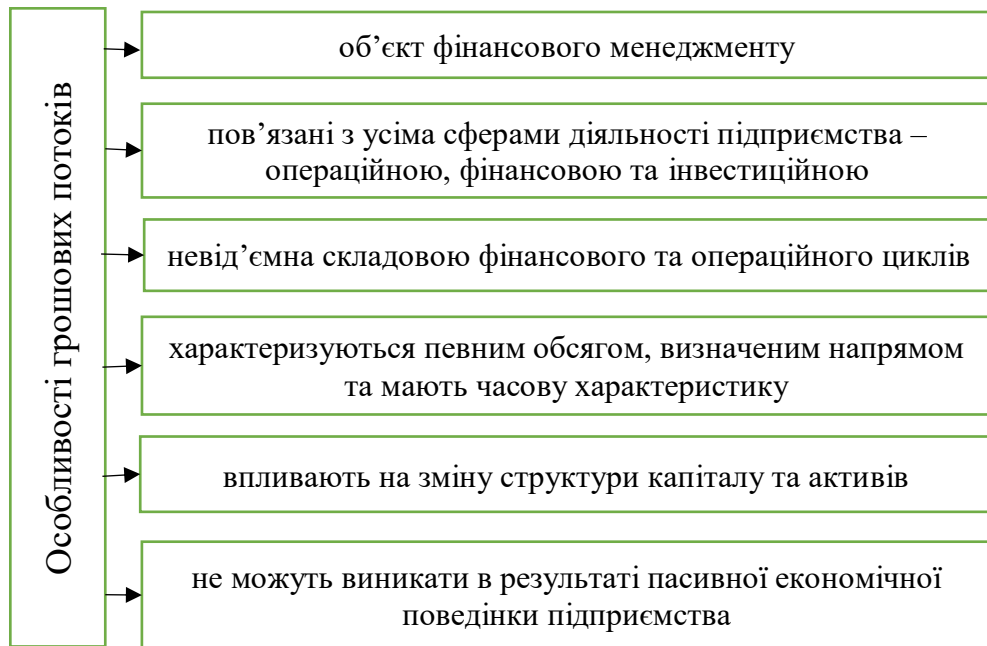 Особливості грошових потоків
об’єкт фінансового менеджменту
пов’язані з усіма сферами діяльності підприємства –
операційною, фінансовою та інвестиційною
невід’ємна складовою фінансового та операційного циклів
характеризуються певним обсягом, визначеним напрямом
та мають часову характеристику
впливають на зміну структури капіталу та активів
не можуть виникати в результаті пасивної економічної
поведінки підприємства